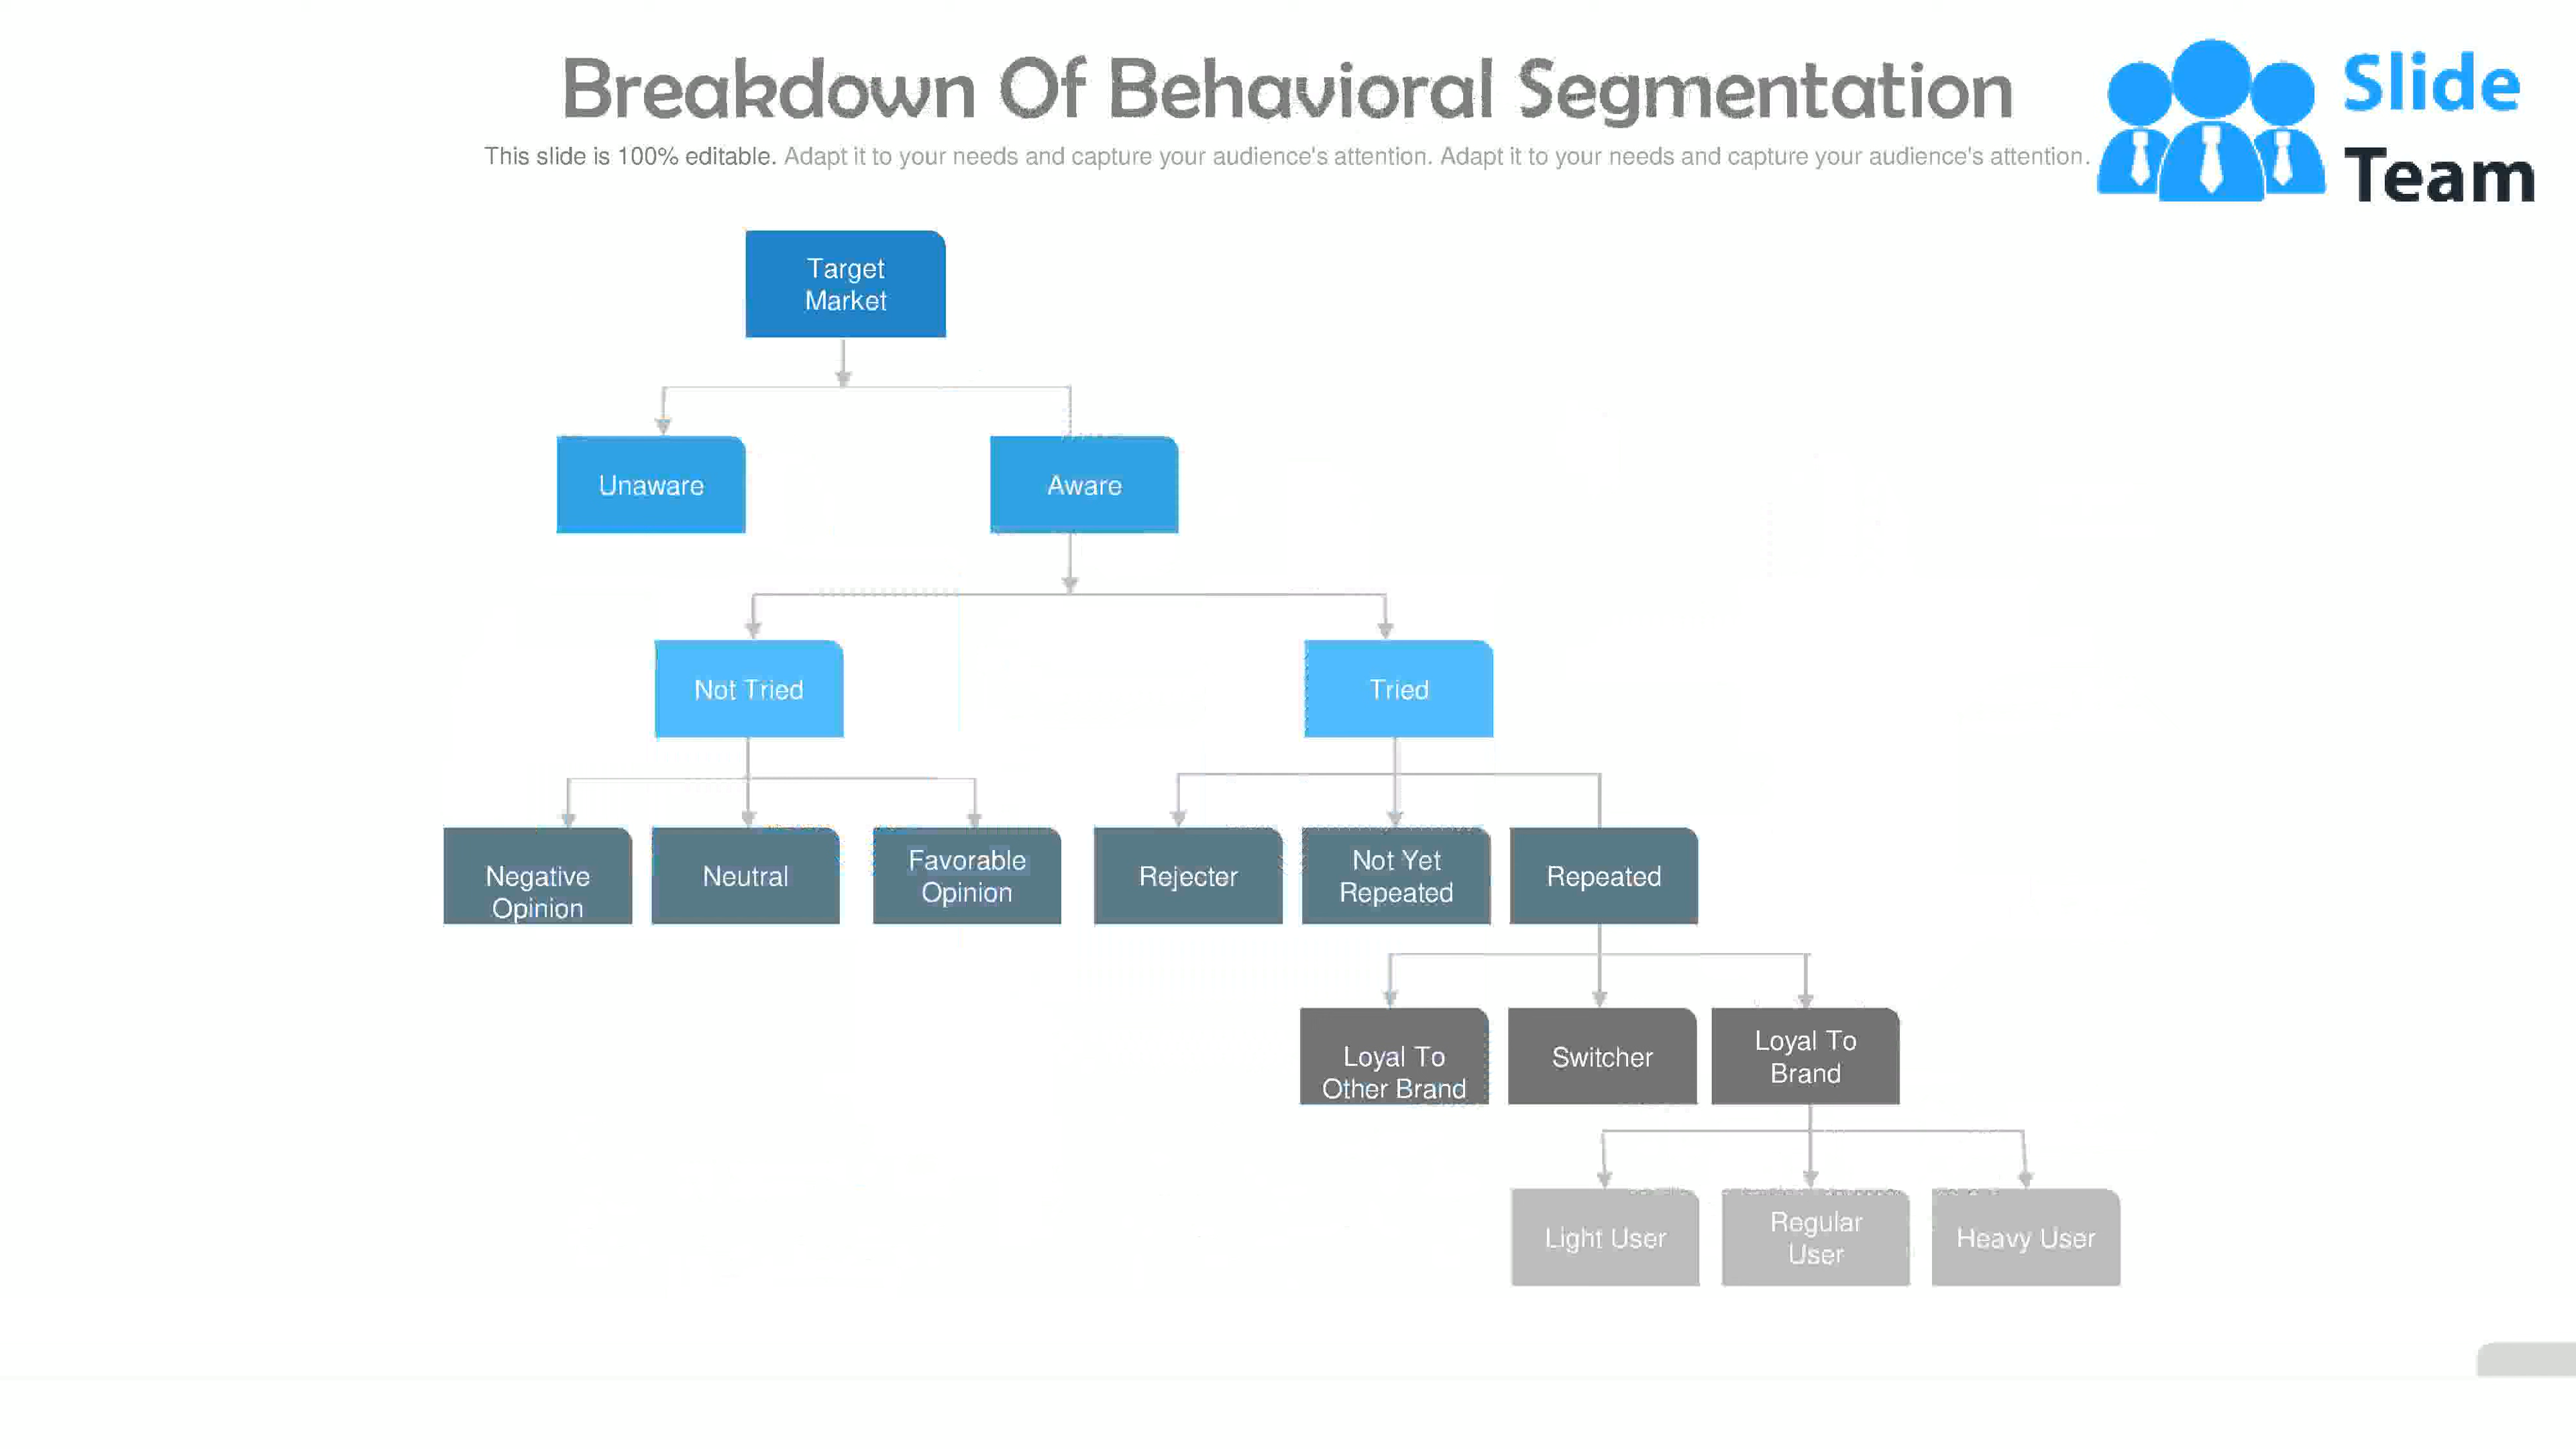 Breakdown Of Behavioral Segmentation
Slide
Team
This slide is 100% editable. Adapt it to your needs and capture your audience's attention. Adapt it to your needs and capture your audience's attention.
Target
Market
Unaware
Aware
Not Tried
Tried
Negative
Opinion
Neutral
Favorable
Opinion
Rejecter
Not Yet
Repeated
Repeated
Loyal To
Other Brand
Switcher
Loyal To
Brand
Light User
Regular
User
Heavy User